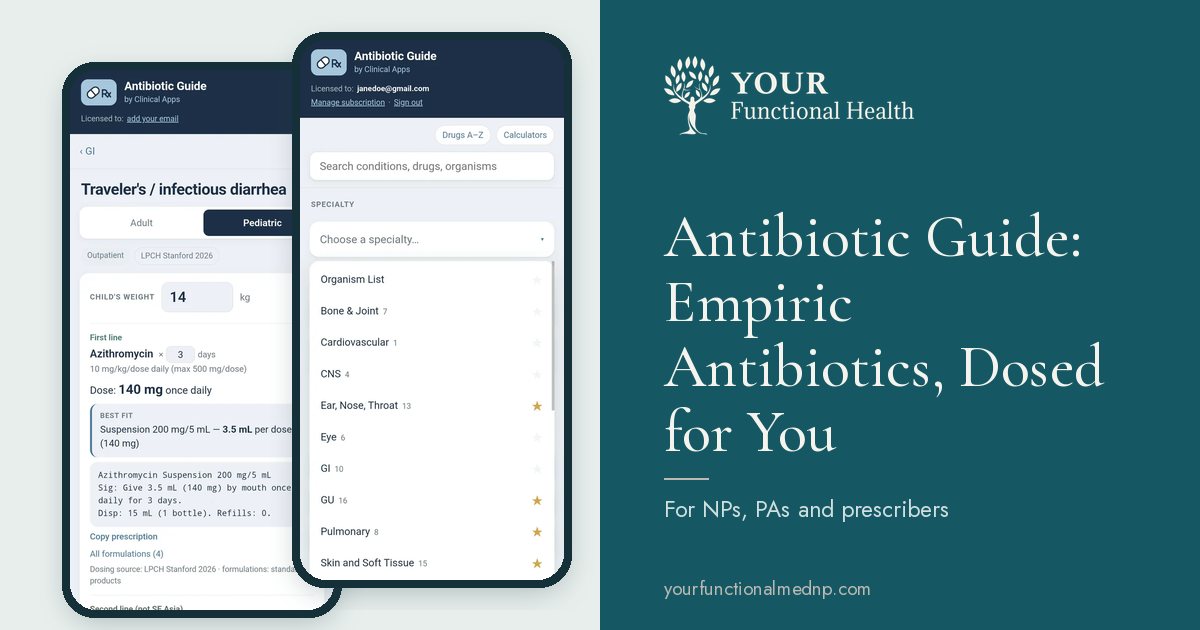 Rx
Antibiotic Guide
by Clinical Apps
Licensed to: add your email
‹ GI
Traveler's / infectious diarrhea
Adult
Pediatric
Outpatient
LPCH Stanford 2026
CHILD'S WEIGHT
14
kg
First line
Azithromycin × 3 days
10 mg/kg/dose daily (max 500 mg/dose)
Dose: 140 mg once daily
BEST FIT
Suspension 200 mg/5 mL — 3.5 mL per dose
(140 mg)
Azithromycin Suspension 200 mg/5 mL
Sig: Give 3.5 mL (140 mg) by mouth once
daily for 3 days.
Disp: 15 mL (1 bottle). Refills: 0.
Copy prescription
All formulations (4)
Dosing source: LPCH Stanford 2026 · formulations:
products
Second line (not SE Asia)
Rx
Antibiotic Guide
by Clinical Apps
Licensed to: janedoe@gmail.com
Manage subscription · Sign out
Drugs A–Z
Calculators
Search conditions, drugs, organisms
SPECIALTY
Choose a specialty...
Organism List
Bone & Joint 7
Cardiovascular 1
CNS 4
Ear, Nose, Throat 13
Eye 6
GI 10
GU 16
Pulmonary 8
Skin and Soft Tissue 15
YOUR
Functional Health
Antibiotic Guide:
Empiric
Antibiotics, Dosed
for You
For NPs, PAs and prescribers
yourfunctionalmednp.com